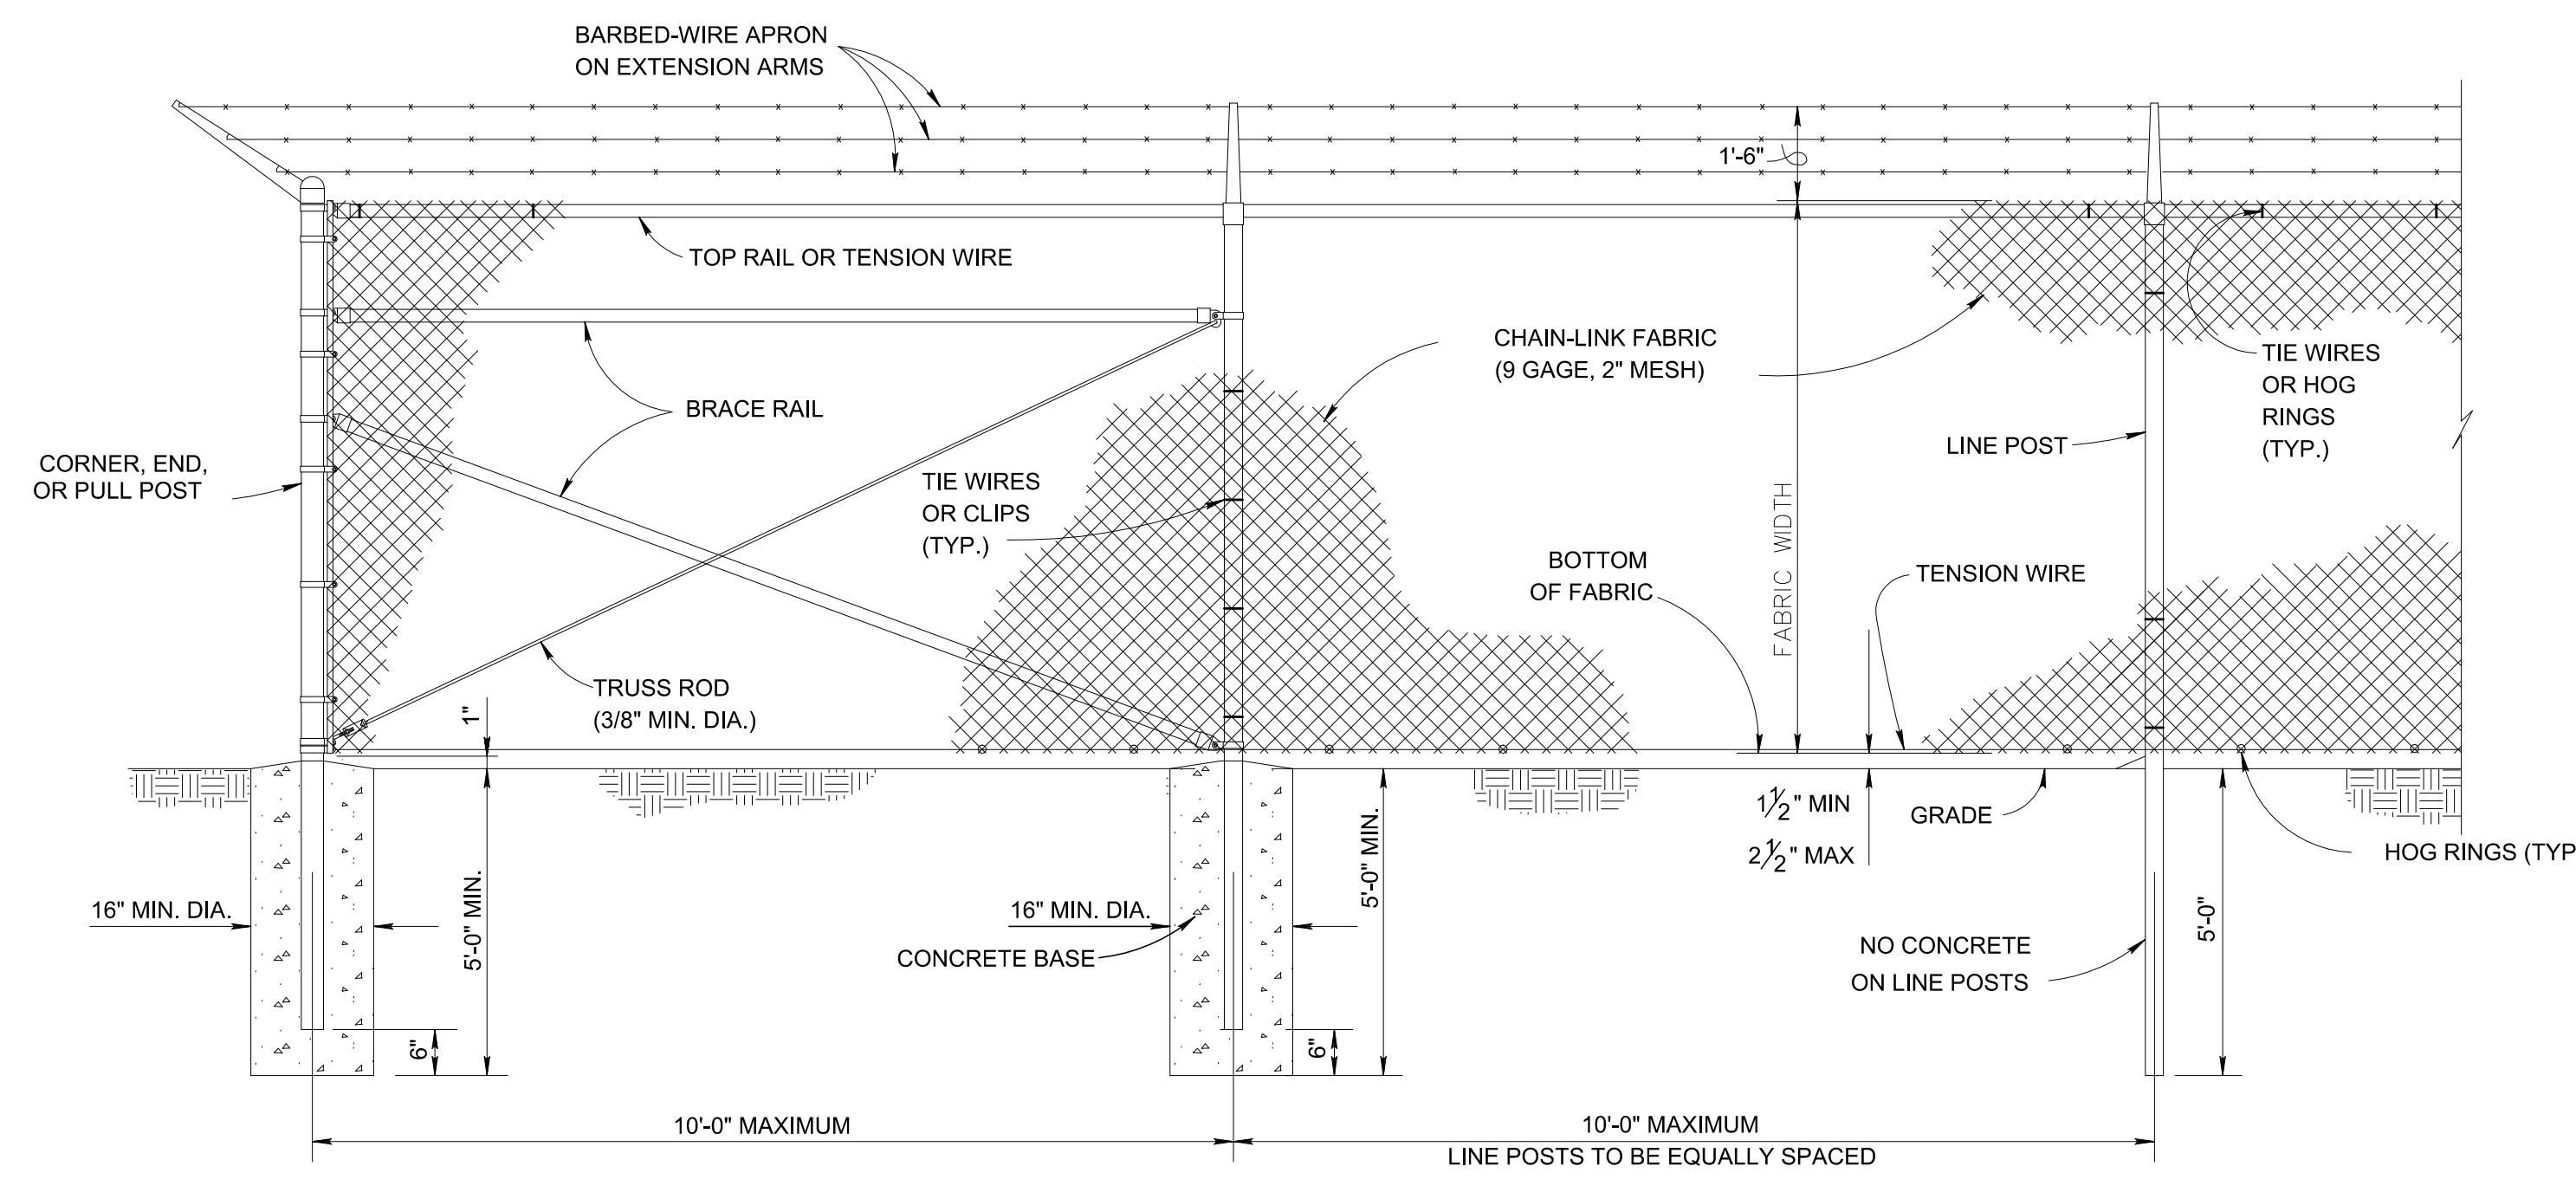 BARBED-WIRE APRON
ON EXTENSION ARMS
1'-6"
TOP RAIL OR TENSION WIRE
CHAIN-LINK FABRIC
(9 GAGE, 2" MESH)
TIE WIRES
OR HOG
RINGS
(TYP.)
BRACE RAIL
LINE POST
CORNER, END,
OR PULL POST
TIE WIRES
OR CLIPS
(TYP.)
FABRIC WIDTH
BOTTOM
OF FABRIC
TENSION WIRE
TRUSS ROD
(3/8" MIN. DIA.)
1"
1 1/2" MIN
2 1/2" MAX
GRADE
HOG RINGS (TYP
16" MIN. DIA.
5'-0" MIN.
16" MIN. DIA.
CONCRETE BASE
5'-0" MIN.
NO CONCRETE
ON LINE POSTS
5'-0"
6"
6"
10'-0" MAXIMUM
10'-0" MAXIMUM
LINE POSTS TO BE EQUALLY SPACED